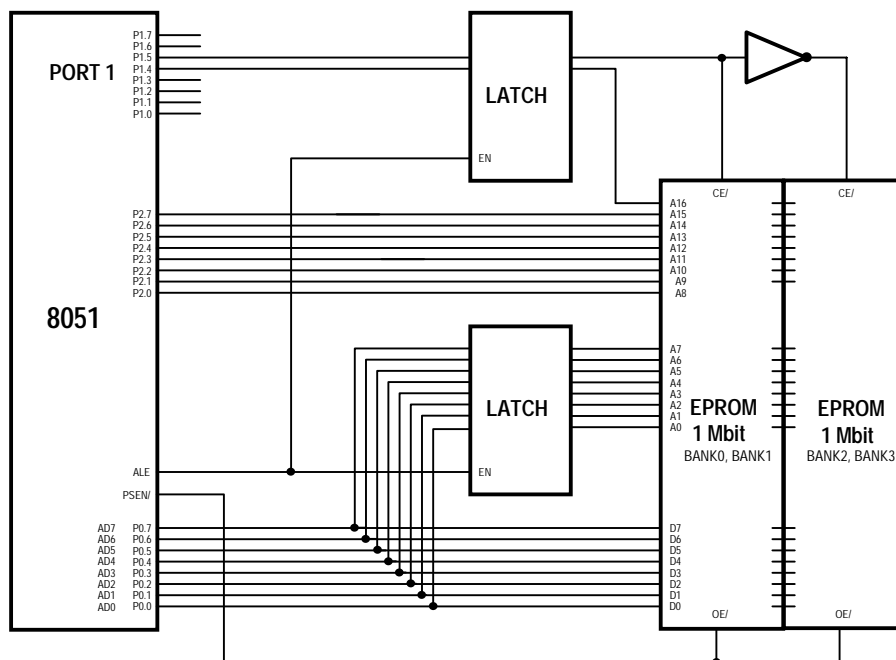 PORT 1
8051
P1.7
P1.6
P1.5
P1.4
P1.3
P1.2
P1.1
P1.0
P2.7
P2.6
P2.5
P2.4
P2.3
P2.2
P2.1
P2.0
ALE
PSEN/
AD7 P0.7
AD6 P0.6
AD5 P0.5
AD4 P0.4
AD3 P0.3
AD2 P0.2
AD1 P0.1
AD0 P0.0
LATCH
EN
LATCH
EN
CE/
A16
A15
A14
A13
A12
A11
A10
A9
A8
A7
A6
A5
A4
A3
A2
A1
A0
EPROM
1 Mbit
BANK0, BANK1
D7
D6
D5
D4
D3
D2
D1
D0
OE/
CE/
EPROM
1 Mbit
BANK2, BANK3
OE/